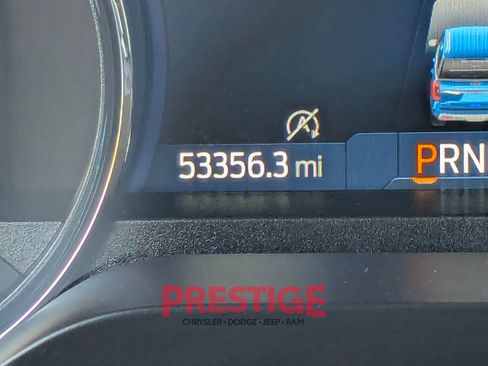 53356.3 mi
PRN
PRESTIGE
CHRYSLER • DODGE • JEEP • RAM